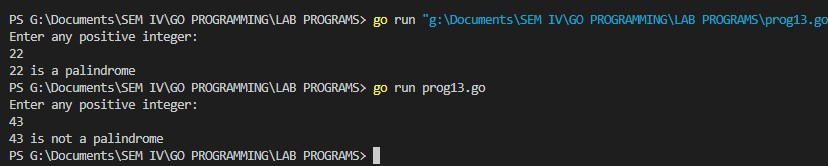 PS G:\Documents\SEM IV\GO PROGRAMMING\LAB PROGRAMS> go run "g:\Documents\SEM IV\GO PROGRAMMING\LAB PROGRAMS\prog13.go
Enter any positive integer:
22
22 is a palindrome
PS G:\Documents\SEM IV\GO PROGRAMMING\LAB PROGRAMS> go run prog13.go
Enter any positive integer:
43
43 is not a palindrome
PS G:\Documents\SEM IV\GO PROGRAMMING\LAB PROGRAMS>